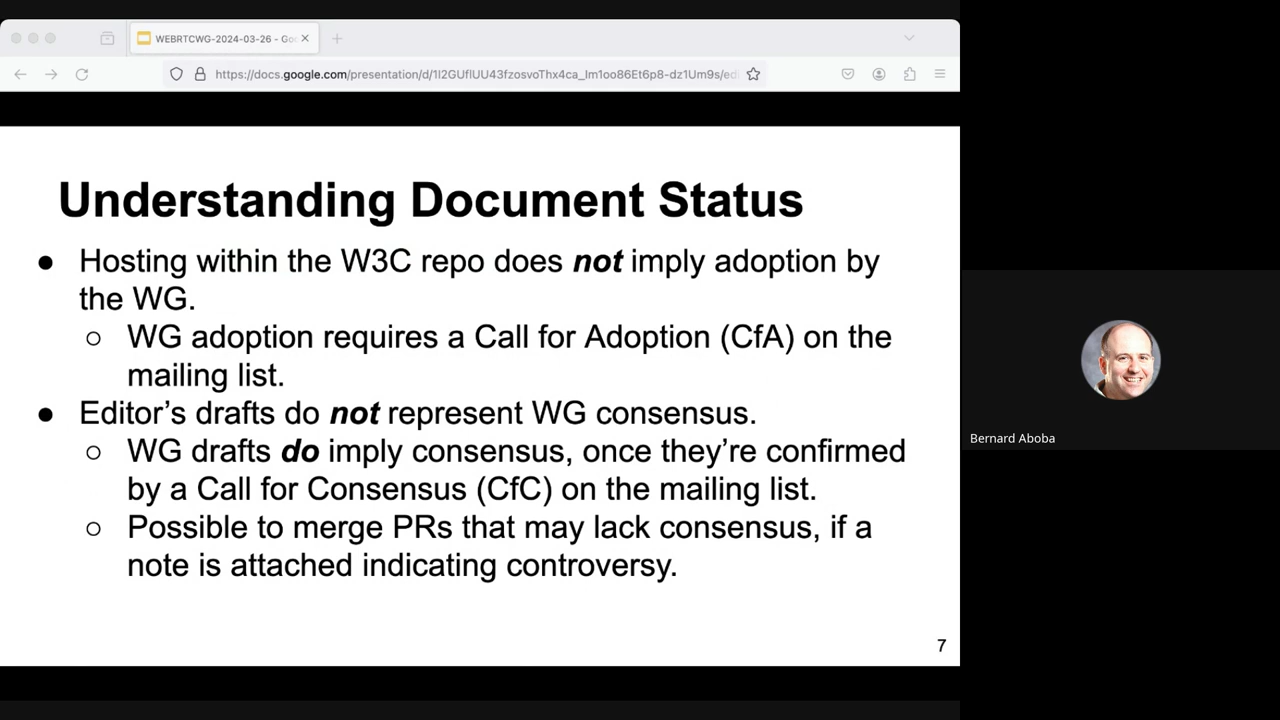 WEBRTCWG-2024-03-26 - Goo
https://docs.google.com/presentation/d/1I2GUfIUU43fzosvoThx4ca_Im1oo86Et6p8-dz1Um9s/edi
Understanding Document Status
● Hosting within the W3C repo does not imply adoption by
the WG.
○ WG adoption requires a Call for Adoption (CfA) on the
mailing list.
● Editor’s drafts do not represent WG consensus.
○ WG drafts do imply consensus, once they’re confirmed
by a Call for Consensus (CfC) on the mailing list.
○ Possible to merge PRs that may lack consensus, if a
note is attached indicating controversy.
7
Bernard Aboba